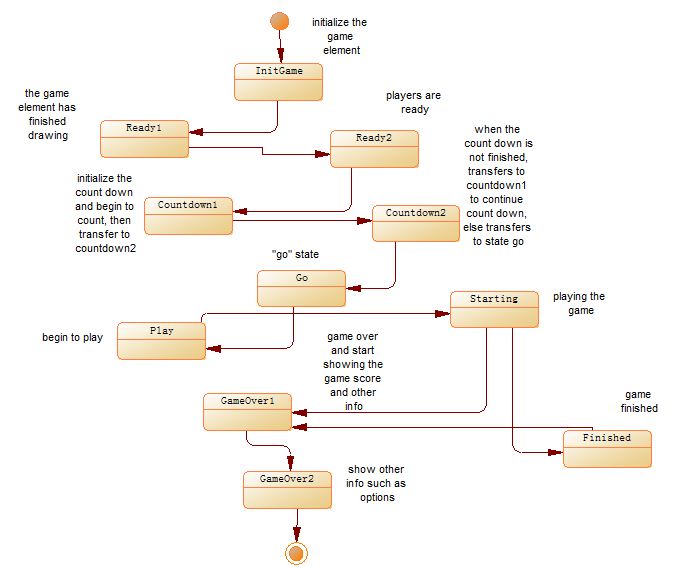 initialize the
game
element
InitGame
the game
element has
finished
drawing
Ready1
players are
ready
Ready2
when the
count down is
not finished,
transfers to
countdown1
to continue
count down,
else transfers
to state go
initialize the
count down
and begin to
count, then
transfer to
countdown2
Countdown1
Countdown2
"go" state
Go
Starting
playing the
game
begin to play
Play
game over
and start
showing the
game score
and other
info
GameOver1
game
finished
Finished
GameOver2
show other
info such as
options